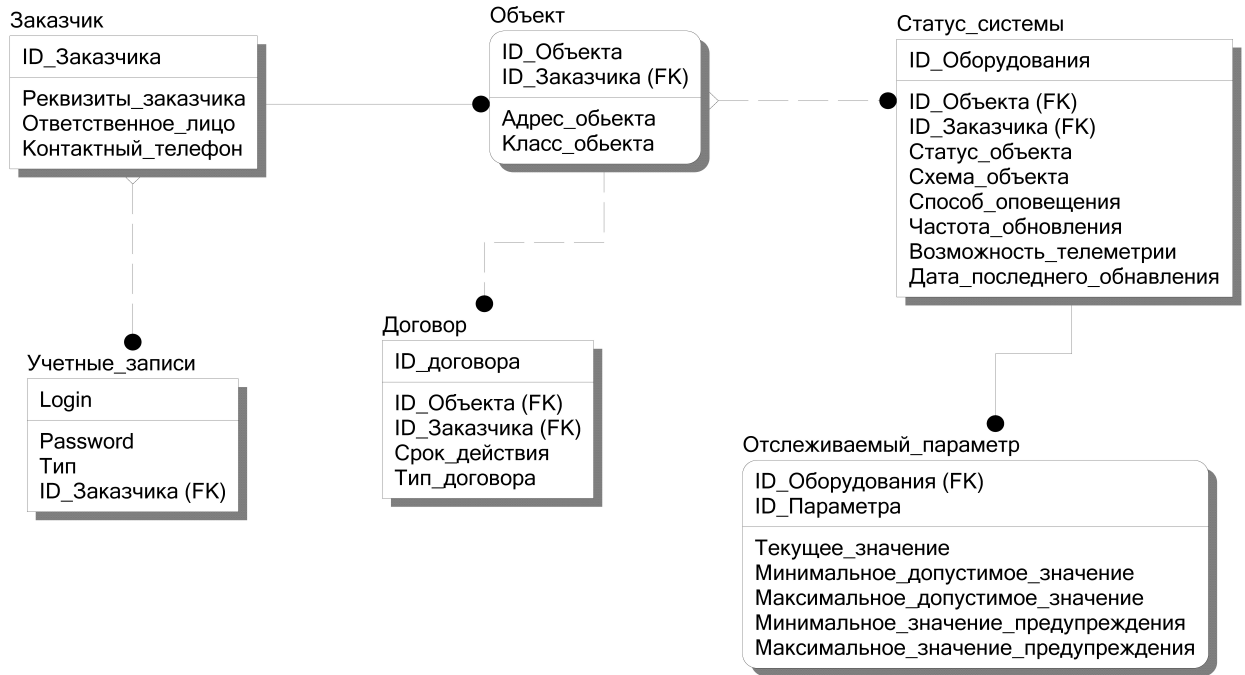 Заказчик
ID_Заказчика
Реквизиты_заказчика
Ответственное_лицо
Контактный_телефон
Объект
ID_Объекта
ID_Заказчика (FK)
Адрес_обьекта
Класс_обьекта
Статус_системы
ID_Оборудования
ID_Объекта (FK)
ID_Заказчика (FK)
Статус_объекта
Схема_объекта
Способ_оповещения
Частота_обновления
Возможность_телеметрии
Дата_последнего_обнавления
Учетные_записи
Login
Password
Тип
ID_Заказчика (FK)
Договор
ID_договора
ID_Объекта (FK)
ID_Заказчика (FK)
Срок_действия
Тип_договора
Отслеживаемый_параметр
ID_Оборудования (FK)
ID_Параметра
Текущее_значение
Минимальное_допустимое_значение
Максимальное_допустимое_значение
Минимальное_значение_предупреждения
Максимальное_значение_предупреждения